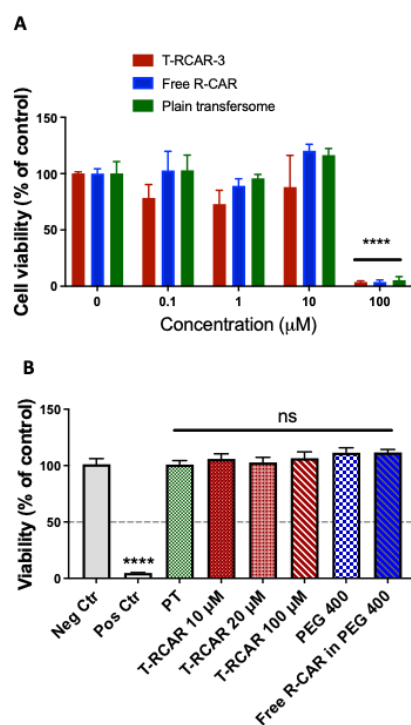 A
T-RCAR-3
Free R-CAR
Plain transfersome
Cell viability (% of control)
150
100
50
0
****
0 0.1 1 10 100
Concentration (μM)
B
Viability (% of control)
150
100
50
0
ns
****
Neg Ctr
Pos Ctr
PT
T-RCAR 10 μM
T-RCAR 20 μM
T-RCAR 100 μM
PEG 400
Free R-CAR in PEG 400